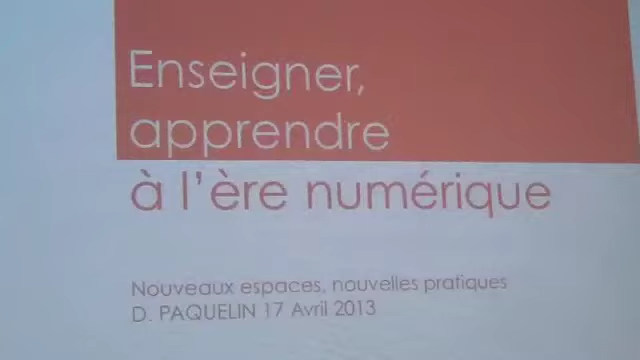 Enseigner,
apprendre
à l'ère numérique
Nouveaux espaces, nouvelles pratiques
D. PAQUELIN 17 Avril 2013